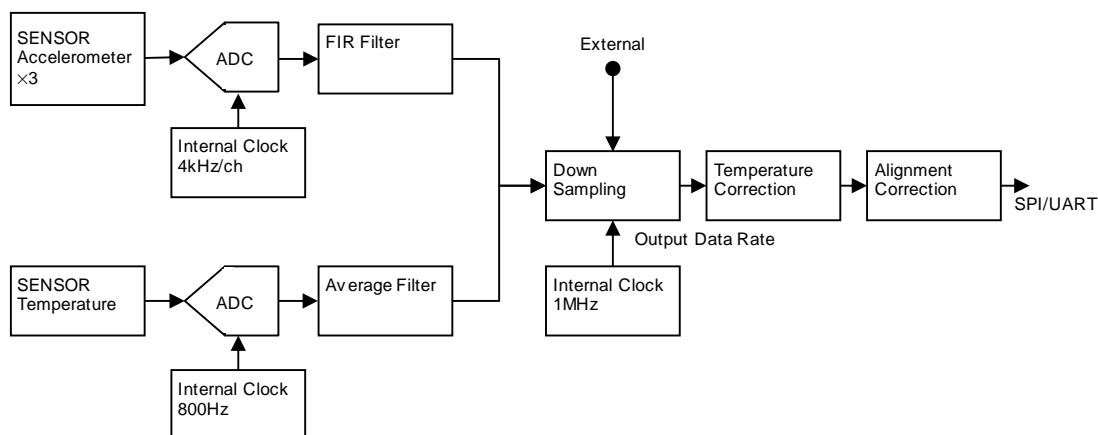 SENSOR
Accelerometer
×3
ADC
FIR Filter
Internal Clock
4kHz/ch
External
Down
Sampling
Temperature
Correction
Alignment
Correction
SPI/UART
Output Data Rate
Internal Clock
1MHz
SENSOR
Temperature
ADC
Average Filter
Internal Clock
800Hz